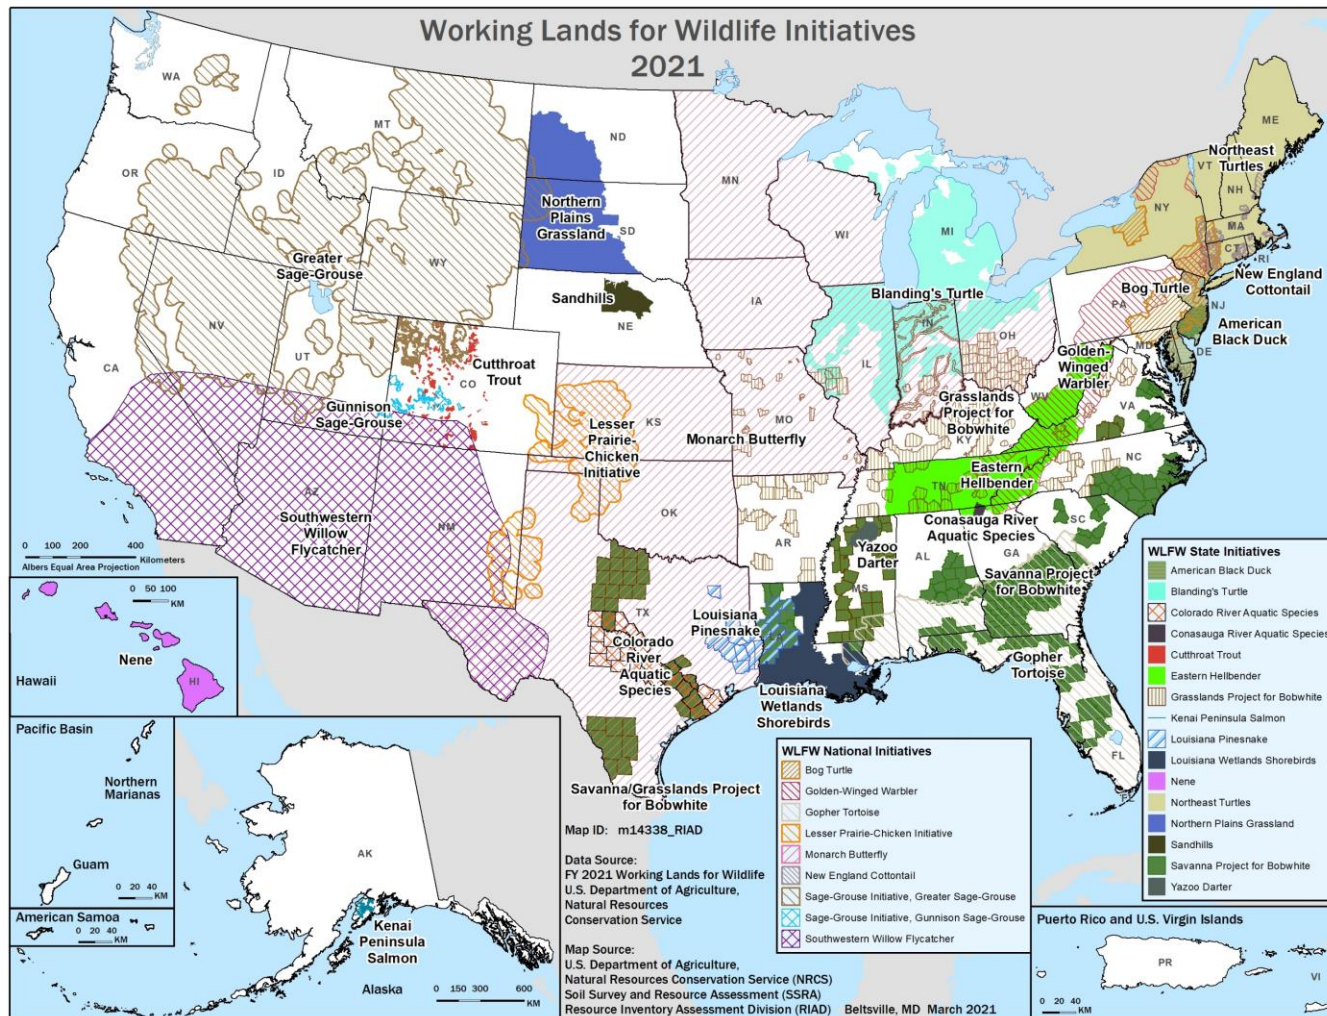 Working Lands for Wildlife Initiatives
2021
WA
OR
CA
ID
NV
MT
WY
UT
CO
AZ
NM
ND
SD
NE
KS
OK
TX
MN
IA
MO
AR
WI
IL
MI
IN
OH
KY
TN
MS
AL
GA
FL
SC
NC
VA
WV
PA
NY
VT
NH
ME
MA
CT
RI
NJ
DE
MD
Greater
Sage-Grouse
Northern
Plains
Grassland
Sandhills
Cutthroat
Trout
Gunnison
Sage-Grouse
Lesser
Prairie-
Chicken
Initiative
Southwestern
Willow
Flycatcher
Monarch Butterfly
Blanding's Turtle
Grasslands
Project for
Bobwhite
Golden-
Winged
Warbler
Bog Turtle
Northeast
Turtles
New England
Cottontail
American
Black Duck
Eastern
Hellbender
Conasauga River
Aquatic Species
Yazoo
Darter
Savanna Project
for Bobwhite
Gopher
Tortoise
Louisiana
Pinesnake
Colorado
River
Aquatic
Species
Louisiana
Wetlands
Shorebirds
Savanna/Grasslands Project
for Bobwhite
0 100 200 400
Kilometers
Albers Equal Area Projection
0 50 100
KM
Nene
Hawaii
HI
Pacific Basin
Northern
Marianas
Guam
0 20 40
KM
American Samoa
0 20 40
KM
AK
Kenai
Peninsula
Salmon
Alaska
0 150 300 600
KM
Map ID: m14338_RIAD
Data Source:
FY 2021 Working Lands for Wildlife
U.S. Department of Agriculture,
Natural Resources
Conservation Service
Map Source:
U.S. Department of Agriculture,
Natural Resources Conservation Service (NRCS)
Soil Survey and Resource Assessment (SSRA)
Resource Inventory Assessment Division (RIAD) Beltsville, MD March 2021
WLFW National Initiatives
Bog Turtle
Golden-Winged Warbler
Gopher Tortoise
Lesser Prairie-Chicken Initiative
Monarch Butterfly
New England Cottontail
Sage-Grouse Initiative, Greater Sage-Grouse
Sage-Grouse Initiative, Gunnison Sage-Grouse
Southwestern Willow Flycatcher
WLFW State Initiatives
American Black Duck
Blanding's Turtle
Colorado River Aquatic Species
Conasauga River Aquatic Species
Cutthroat Trout
Eastern Hellbender
Grasslands Project for Bobwhite
Kenai Peninsula Salmon
Louisiana Pinesnake
Louisiana Wetlands Shorebirds
Nene
Northeast Turtles
Northern Plains Grassland
Sandhills
Savanna Project for Bobwhite
Yazoo Darter
Puerto Rico and U.S. Virgin Islands
PR
VI
0 20 40
KM